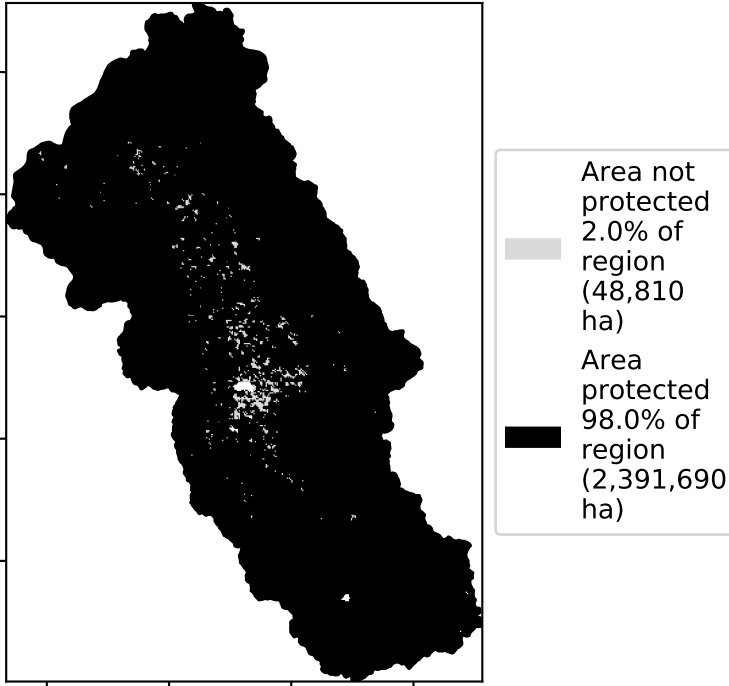 Area not
protected
2.0% of
region
(48,810
ha)
Area
protected
98.0% of
region
(2,391,690
ha)